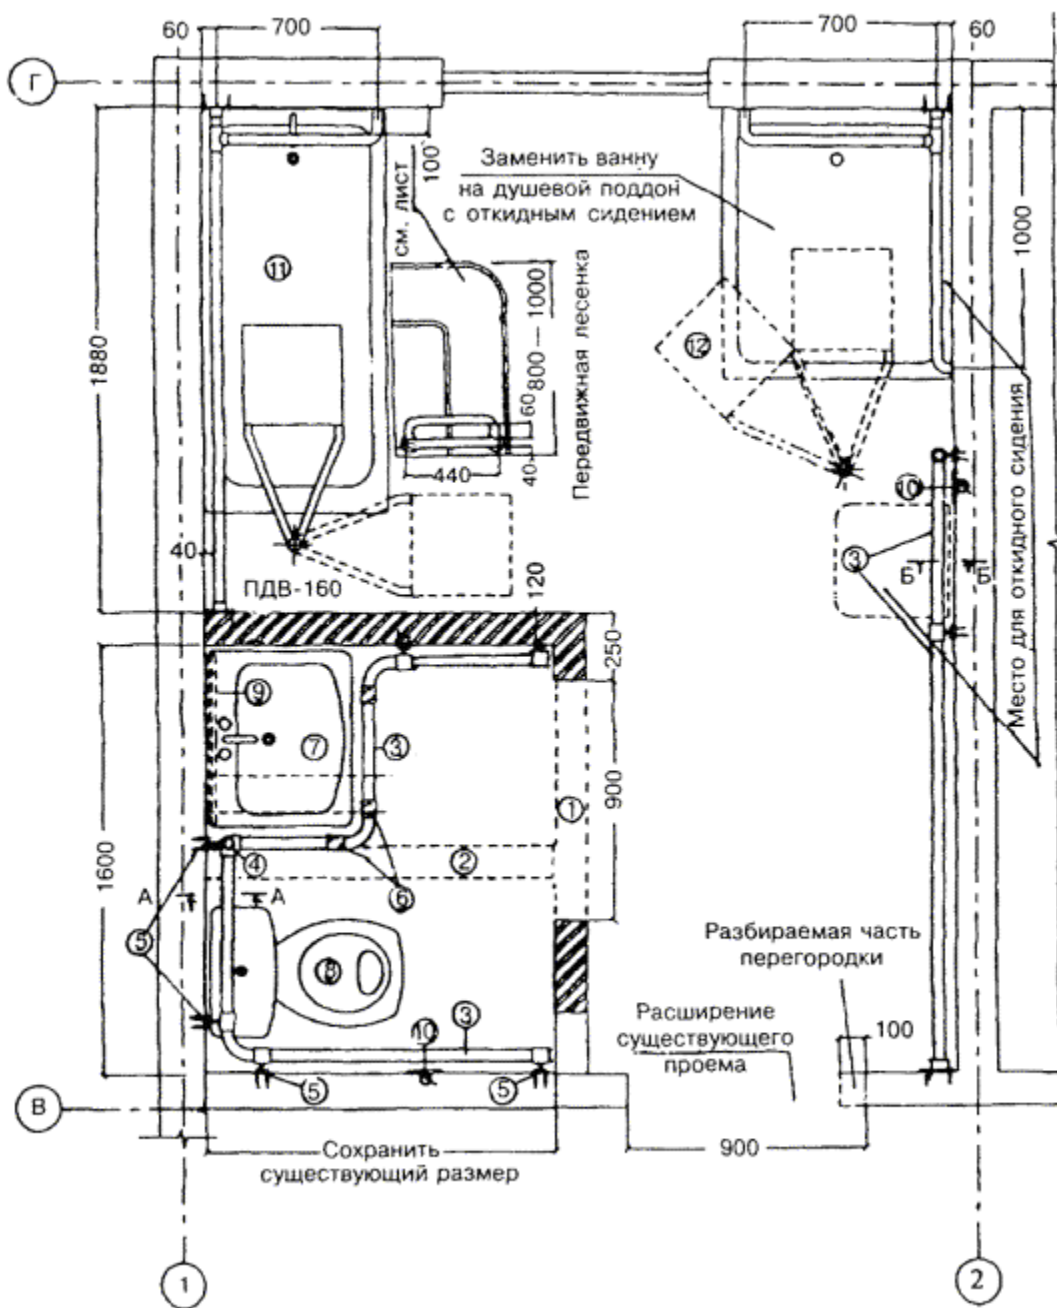 60
700
700
60
Г
100
см. лист
Заменить ванну
на душевой поддон
с откидным сидением
1000
11
1880
800 — 1000
Передвижная лесенка
12
60
440
40
10
40
ПДВ-160
120
3
Б
Б
Место для откидного сидения
250
9
7
3
900
1
1600
4
2
6
А
А
5
8
Разбираемая часть
перегородки
10
3
Расширение
существующего
проема
100
5
5
В
Сохранить
существующий размер
900
1
2